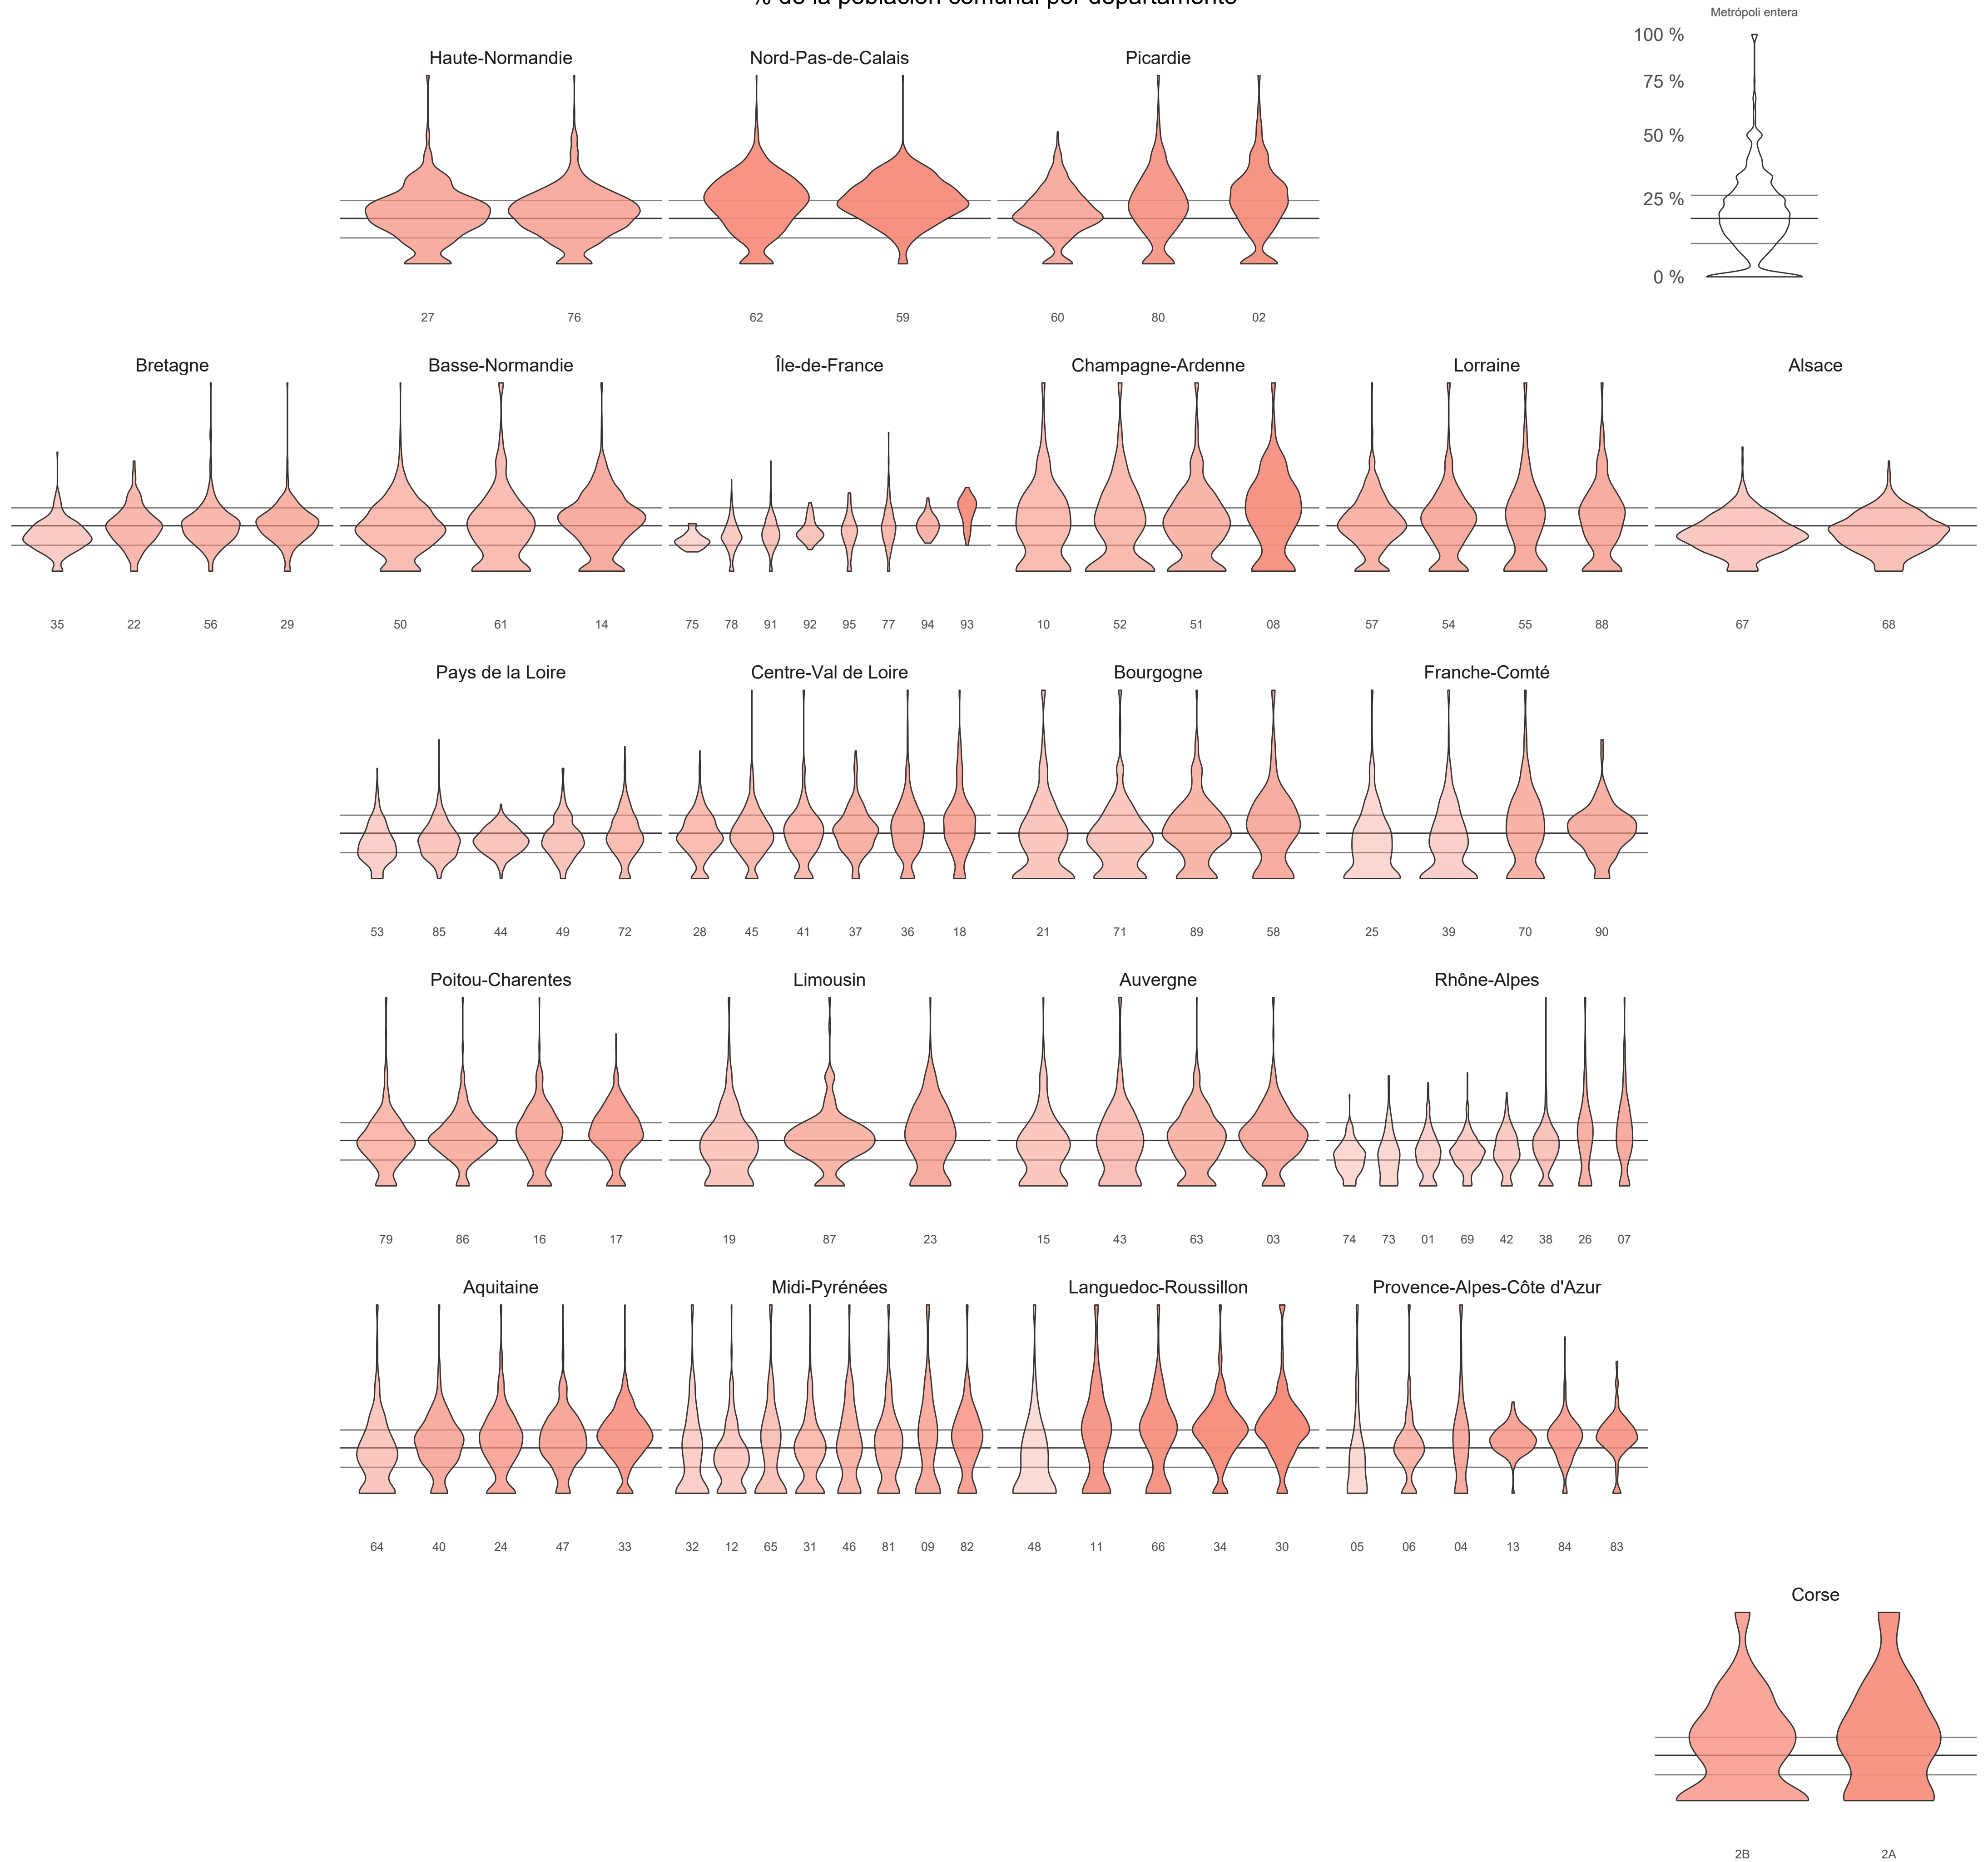 % de la población comunal por departamento
Metrópoli entera
100 %
75 %
50 %
25 %
0 %
Haute-Normandie
Nord-Pas-de-Calais
Picardie
27 76 62 59 60 80 02
Bretagne
Basse-Normandie
Île-de-France
Champagne-Ardenne
Lorraine
Alsace
35 22 56 29 50 61 14 75 78 91 92 95 77 94 93 10 52 51 08 57 54 55 88 67 68
Pays de la Loire
Centre-Val de Loire
Bourgogne
Franche-Comté
53 85 44 49 72 28 45 41 37 36 18 21 71 89 58 25 39 70 90
Poitou-Charentes
Limousin
Auvergne
Rhône-Alpes
79 86 16 17 19 87 23 15 43 63 03 74 73 01 69 42 38 26 07
Aquitaine
Midi-Pyrénées
Languedoc-Roussillon
Provence-Alpes-Côte d'Azur
64 40 24 47 33 32 12 65 31 46 81 09 82 48 11 66 34 30 05 06 04 13 84 83
Corse
2B 2A